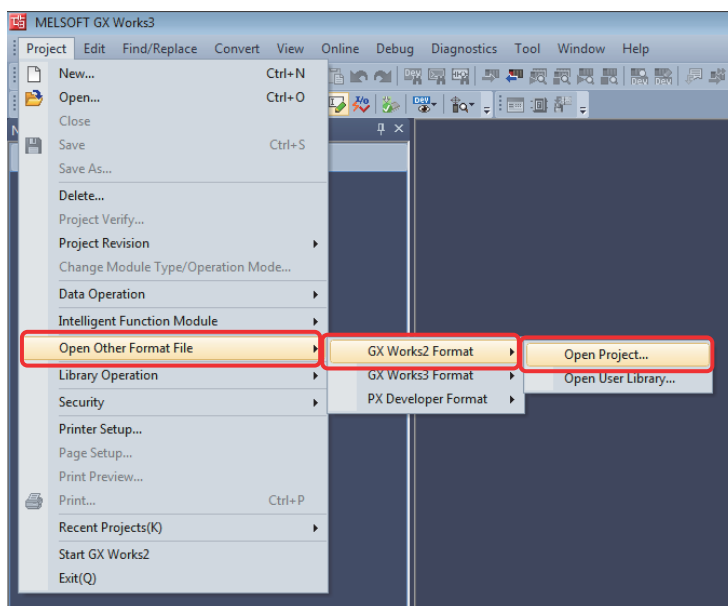 MELSOFT GX Works3
Project Edit Find/Replace Convert View Online Debug Diagnostics Tool Window Help
New... Ctrl+N
Open... Ctrl+O
Close
Save Ctrl+S
Save As...
Delete...
Project Verify...
Project Revision
Change Module Type/Operation Mode...
Data Operation
Intelligent Function Module
Open Other Format File
GX Works2 Format
Open Project...
Library Operation
GX Works3 Format
Open User Library...
Security
PX Developer Format
Printer Setup...
Page Setup...
Print Preview...
Print... Ctrl+P
Recent Projects(K)
Start GX Works2
Exit(Q)